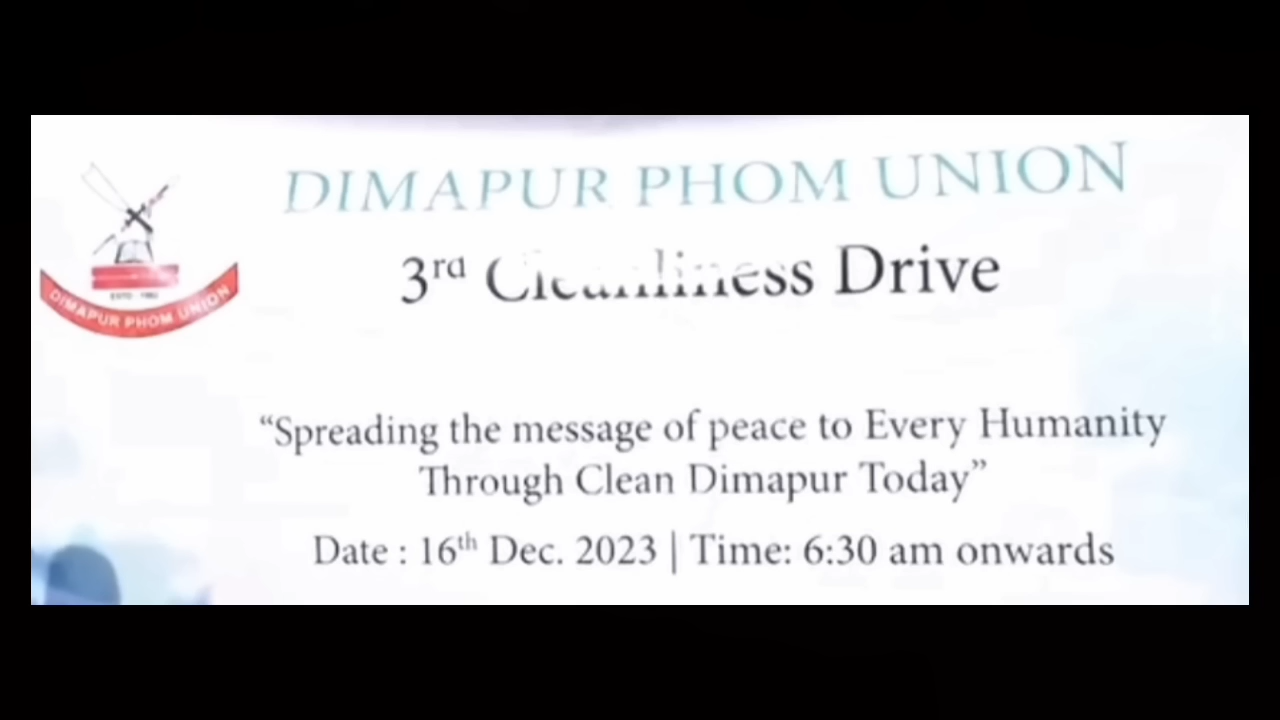 DIMAPUR PHOM UNION
3rd Cleanliness Drive
DIMAPUR PHOM UNION
"Spreading the message of peace to Every Humanity
Through Clean Dimapur Today"
Date : 16th Dec. 2023 | Time: 6:30 am onwards